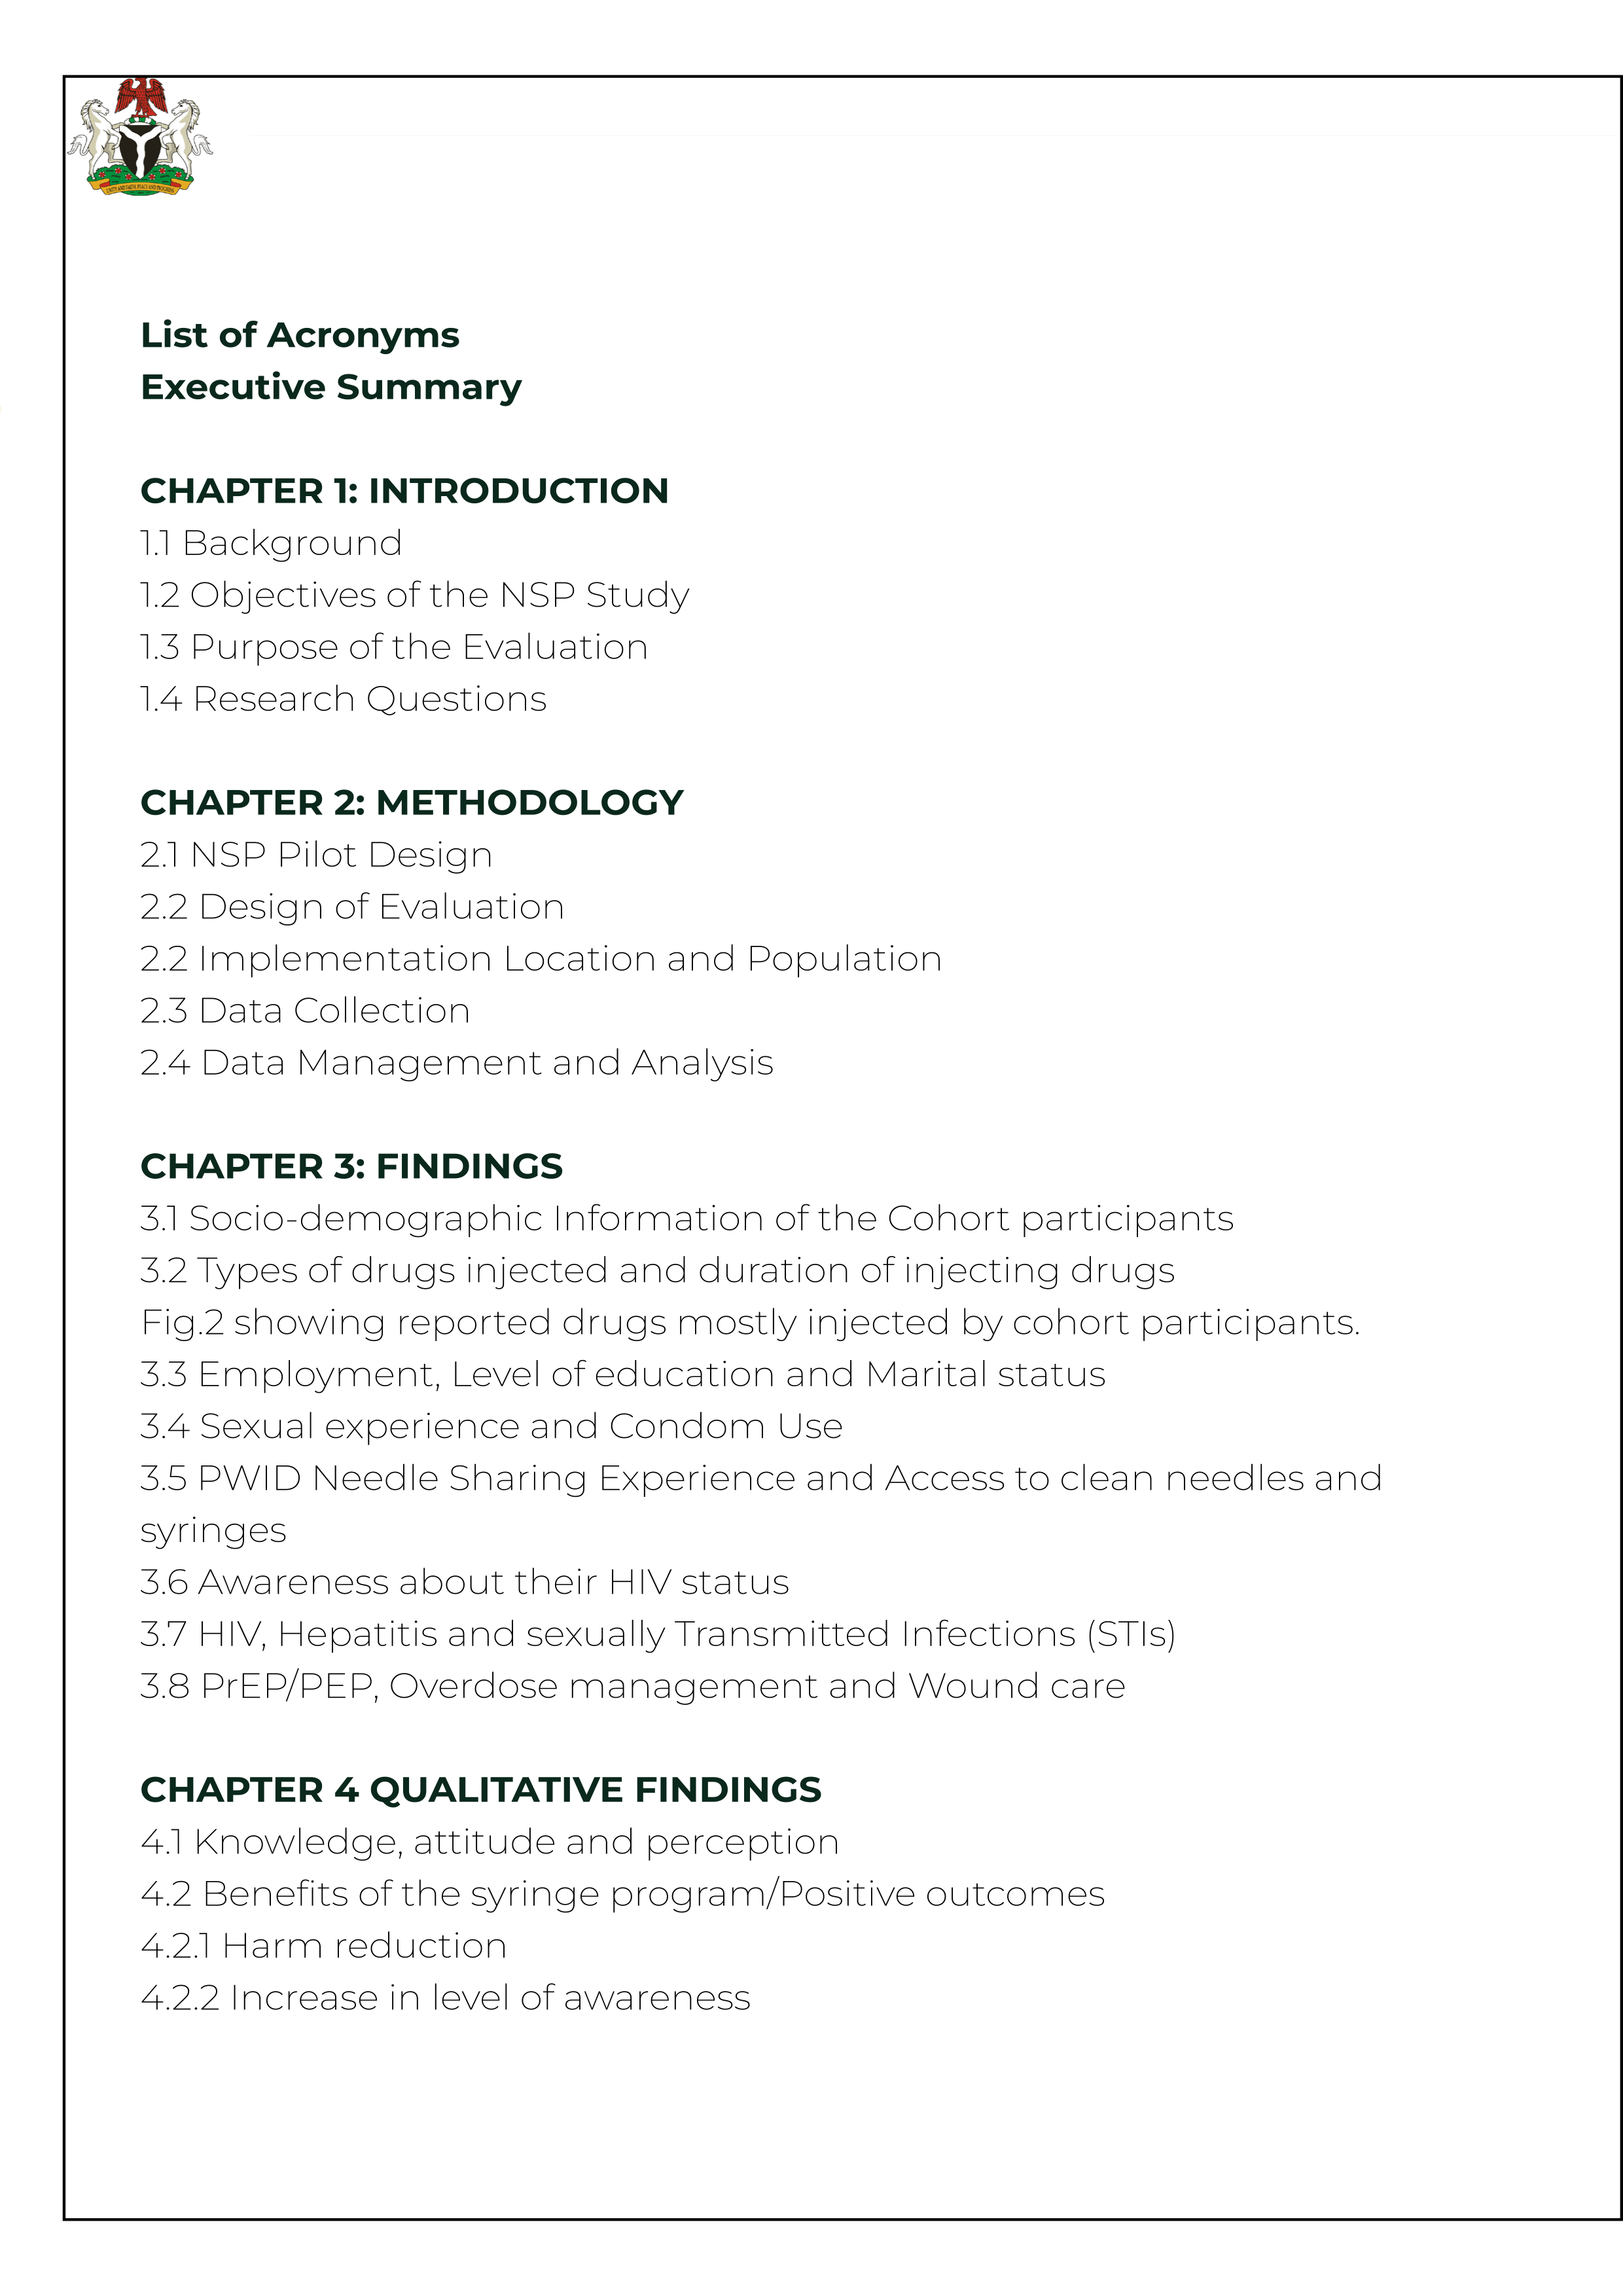 UNITY AND FAITH, PEACE AND PROGRESS
List of Acronyms
Executive Summary
CHAPTER 1: INTRODUCTION
1.1 Background
1.2 Objectives of the NSP Study
1.3 Purpose of the Evaluation
1.4 Research Questions
CHAPTER 2: METHODOLOGY
2.1 NSP Pilot Design
2.2 Design of Evaluation
2.2 Implementation Location and Population
2.3 Data Collection
2.4 Data Management and Analysis
CHAPTER 3: FINDINGS
3.1 Socio-demographic Information of the Cohort participants
3.2 Types of drugs injected and duration of injecting drugs
Fig.2 showing reported drugs mostly injected by cohort participants.
3.3 Employment, Level of education and Marital status
3.4 Sexual experience and Condom Use
3.5 PWID Needle Sharing Experience and Access to clean needles and
syringes
3.6 Awareness about their HIV status
3.7 HIV, Hepatitis and sexually Transmitted Infections (STIs)
3.8 PrEP/PEP, Overdose management and Wound care
CHAPTER 4 QUALITATIVE FINDINGS
4.1 Knowledge, attitude and perception
4.2 Benefits of the syringe program/Positive outcomes
4.2.1 Harm reduction
4.2.2 Increase in level of awareness